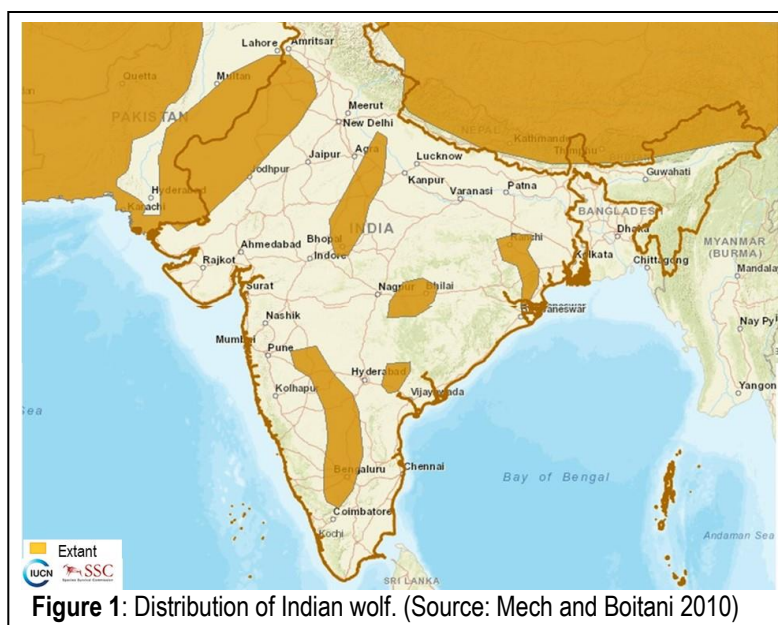 Lahore
Amritsar
Quetta
Multan
PAKISTAN
Meerut
New Delhi
NEPAL
Kathmandu
Thimphu
Jaipur
Agra
Lucknow
Jodhpur
Kanpur
Guwahati
Hyderabad
Varanasi
Patna
Karachi
BANGLADESH
INDIA
Ahmedabad
Bhopal
Ranchi
Dhaka
MYANMAR
(BURMA)
Rajkot
Indore
Kolkata
Chittagong
Mandalay
Surat
Nagpur
Bhilai
Nashik
Nay Pyi
Mumbai
Pune
Hyderabad
Kolhapur
Vijayawada
Yangon
Sea
Bengaluru
Chennai
Bay of Bengal
Coimbatore
Kochi
Andaman Sea
Extant
IUCN
SSC
SRI LANKA
Figure 1: Distribution of Indian wolf. (Source: Mech and Boitani 2010)